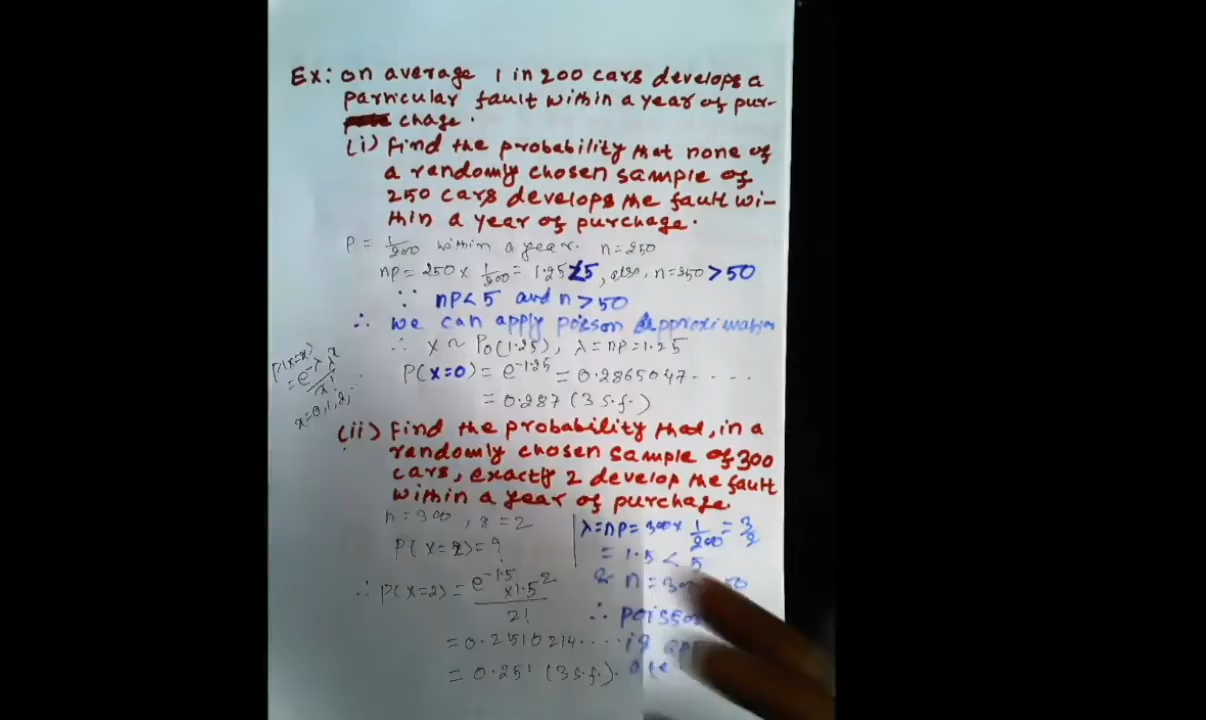 Ex: on average 1 in 200 cars develops a
particular fault within a year of pur-
chage.
(i) Find the probability that none of
a randomly chosen sample of
250 cars develops the fault wi-
thin a year of purchage.
P = 1/200 within a year. n=250
np = 250 × 1/200 = 1.25 < 5, also, n=250 > 50
∵ np < 5 and n > 50
∴ we can apply poisson approximation
∴ X ~ Po(1.25), λ = np = 1.25
P(X=x) = e^-λ λ^x / x!
x=0,1,2,
P(X=0) = e^-1.25 = 0.2865047.....
= 0.287 (3 s.f.)
(ii) Find the probability that, in a
randomly chosen sample of 300
cars, exactly 2 develop the fault
within a year of purchase.
n = 300, x = 2
P(X=2) = ?
∴ P(X=2) = e^-1.5 × 1.5^2 / 2!
= 0.2510214....
= 0.251 (3 s.f.).
λ = np = 300 × 1/200 = 3/2
= 1.5 < 5
& n = 50
∴ poisson
is